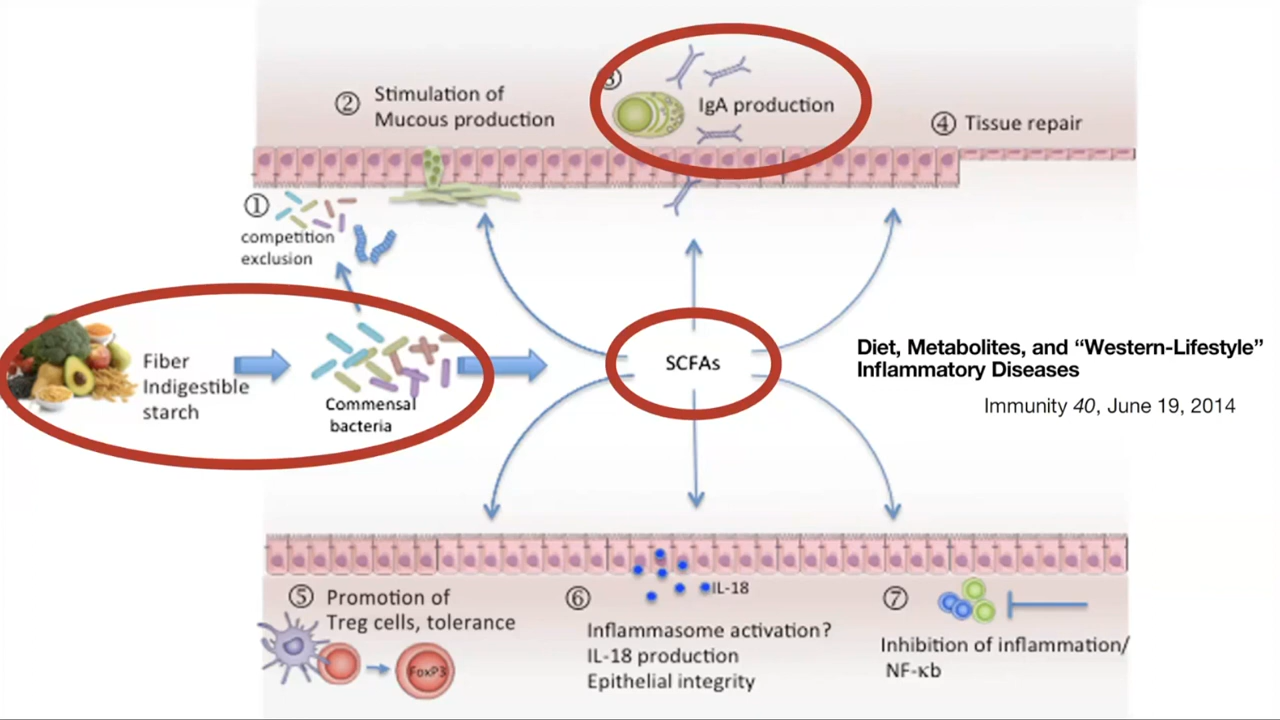 ②
Stimulation of
Mucous production
③
IgA production
④ Tissue repair
①
competition
exclusion
Fiber
Indigestible
starch
Commensal
bacteria
SCFAs
Diet, Metabolites, and “Western-Lifestyle”
Inflammatory Diseases
Immunity 40, June 19, 2014
⑤ Promotion of
Treg cells, tolerance
FoxP3
⑥
IL-18
Inflammasome activation?
IL-18 production
Epithelial integrity
⑦
Inhibition of inflammation/
NF-κb